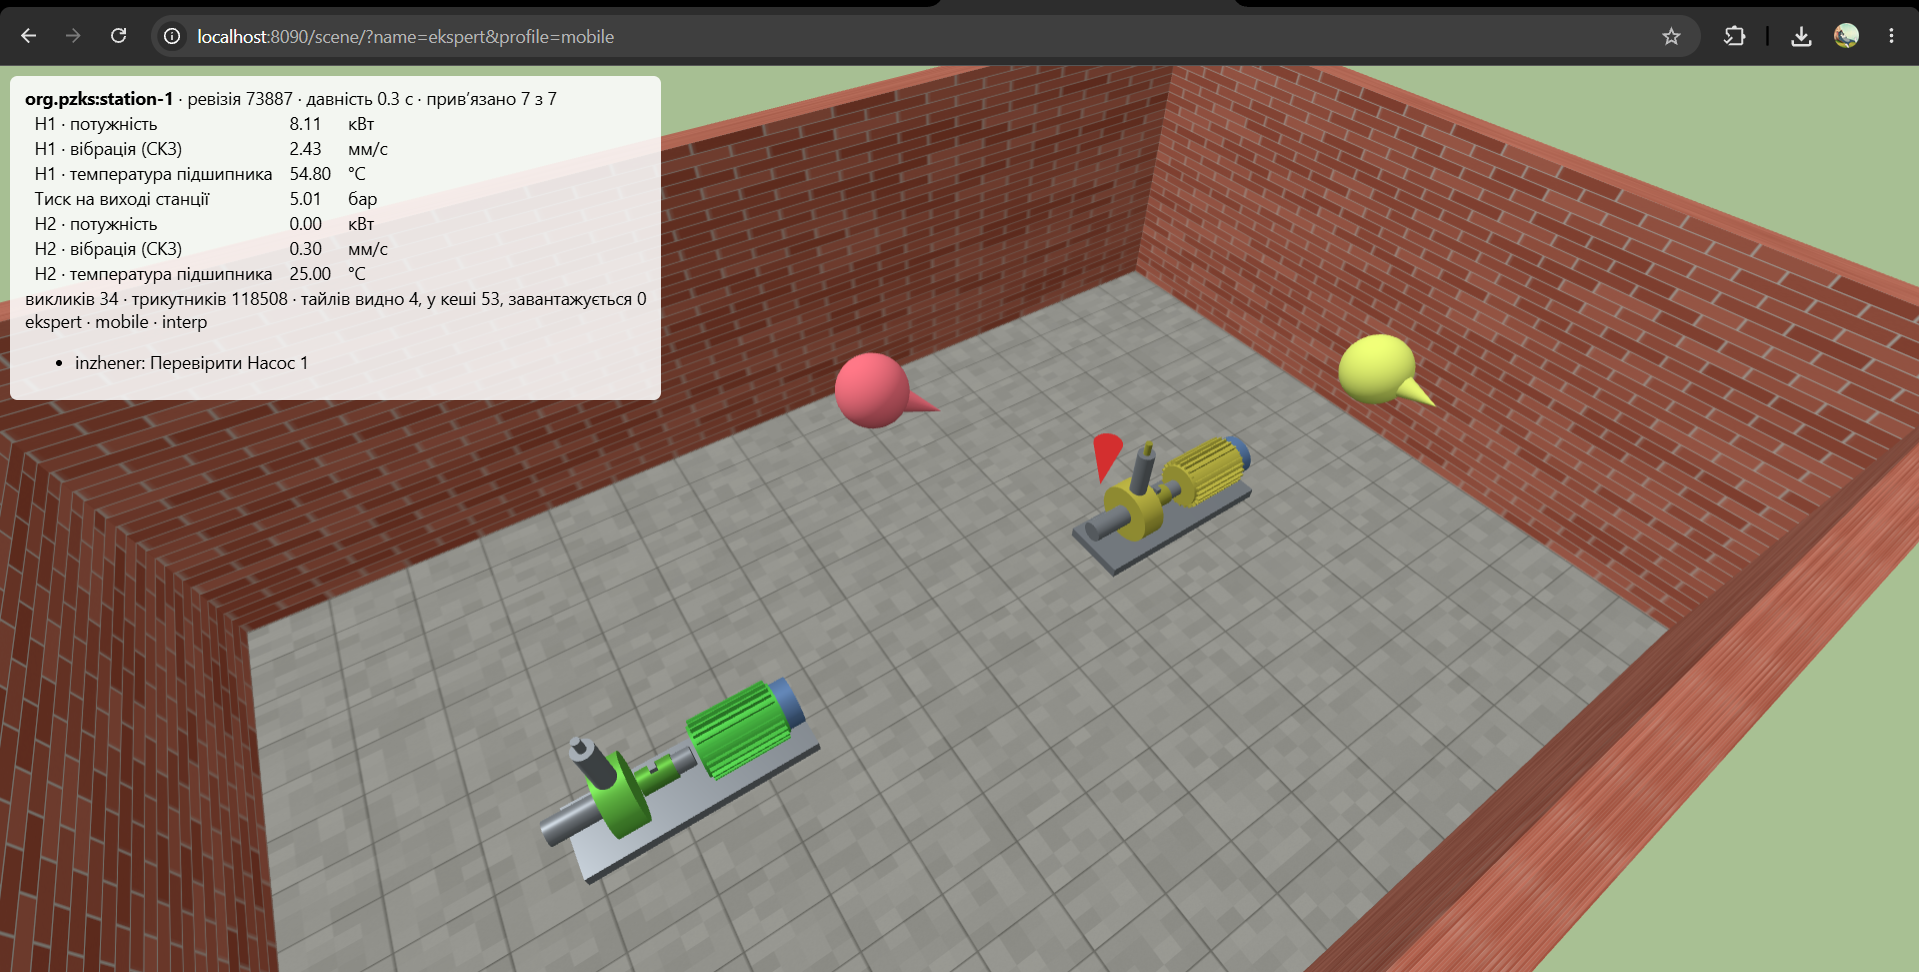 localhost:8090/scene/?name=ekspert&profile=mobile
org.pzks:station-1 · ревізія 73887 · давність 0.3 с · прив’язано 7 з 7
Н1 · потужність 8.11 кВт
Н1 · вібрація (СКЗ) 2.43 мм/с
Н1 · температура підшипника 54.80 °C
Тиск на виході станції 5.01 бар
Н2 · потужність 0.00 кВт
Н2 · вібрація (СКЗ) 0.30 мм/с
Н2 · температура підшипника 25.00 °C
викликів 34 · трикутників 118508 · тайлів видно 4, у кеші 53, завантажується 0
ekspert · mobile · interp
• inzhener: Перевірити Насос 1